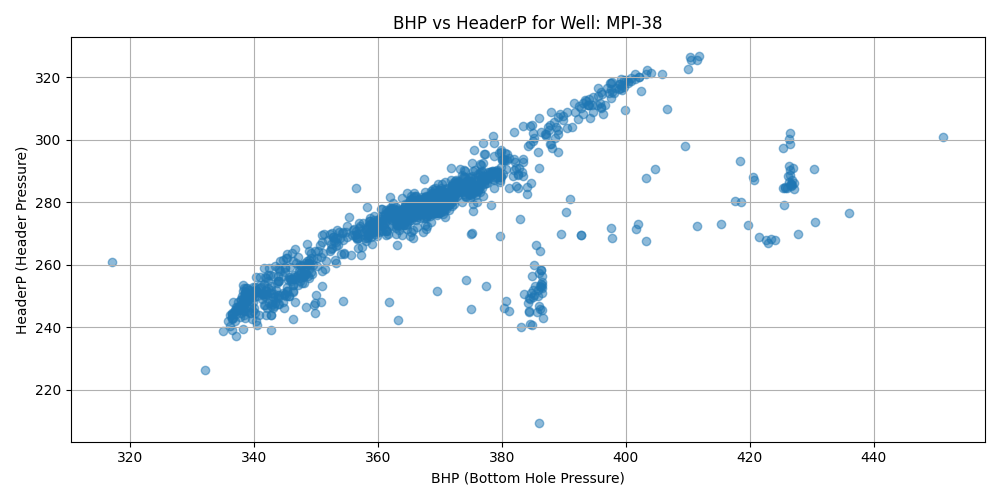 BHP vs HeaderP for Well: MPI-38
HeaderP (Header Pressure)
320
300
280
260
240
220
320 340 360 380 400 420 440
BHP (Bottom Hole Pressure)